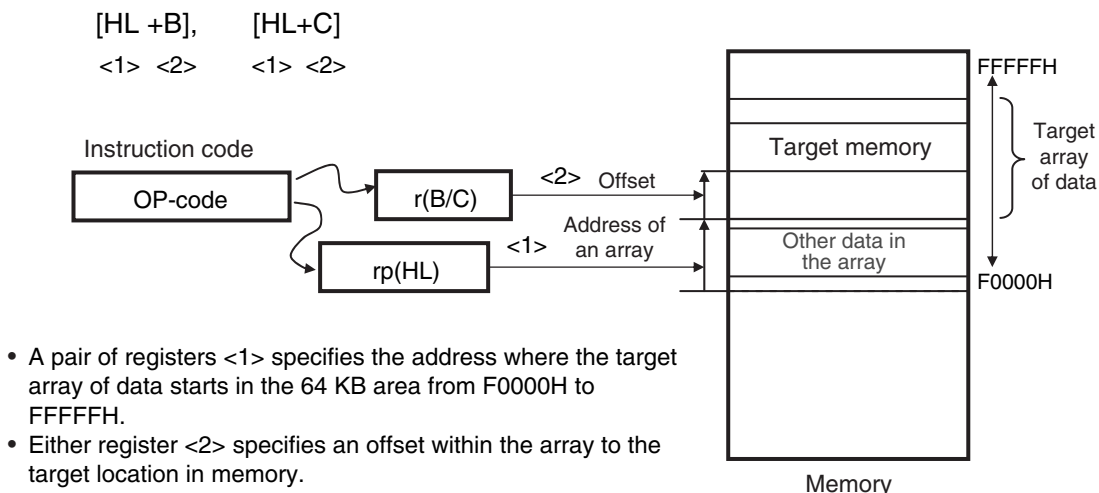 [HL +B], [HL+C]
<1> <2> <1> <2>
FFFFFH
Target
array
of data
Target memory
Instruction code
OP-code
r(B/C)
<2> Offset
Address of
an array
<1>
rp(HL)
Other data in
the array
F0000H
• A pair of registers <1> specifies the address where the target
array of data starts in the 64 KB area from F0000H to
FFFFFH.
• Either register <2> specifies an offset within the array to the
target location in memory.
Memory